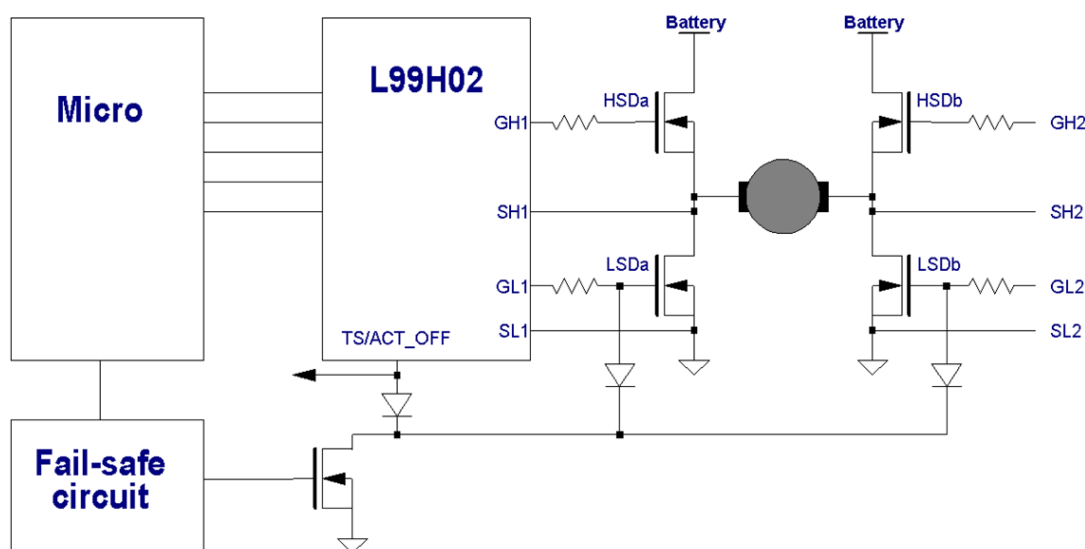 Battery
Battery
L99H02
Micro
HSDa
HSDb
GH1
GH2
SH1
SH2
LSDa
LSDb
GL1
GL2
SL1
SL2
TS/ACT_OFF
Fail-safe
circuit